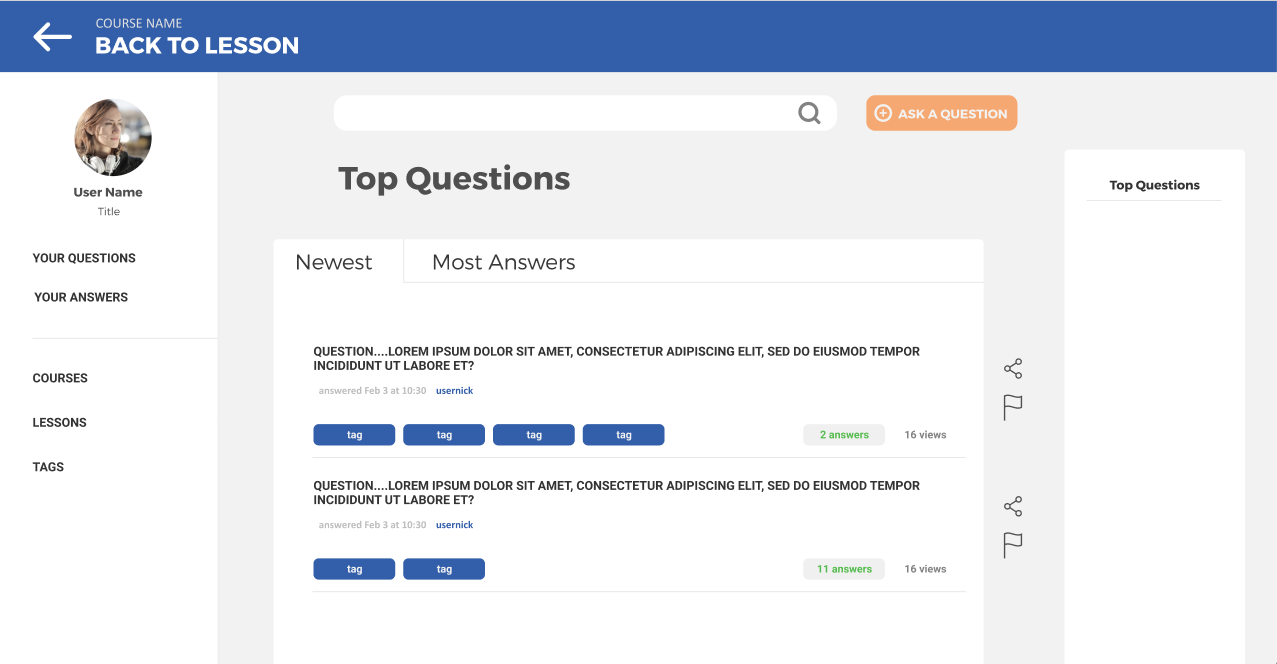 COURSE NAME
BACK TO LESSON
User Name
Title
YOUR QUESTIONS
YOUR ANSWERS
COURSES
LESSONS
TAGS
ASK A QUESTION
Top Questions
Newest
Most Answers
QUESTION....LOREM IPSUM DOLOR SIT AMET, CONSECTETUR ADIPISCING ELIT, SED DO EIUSMOD TEMPOR
INCIDIDUNT UT LABORE ET?
answered Feb 3 at 10:30 usernick
tag tag tag tag 2 answers 16 views
QUESTION....LOREM IPSUM DOLOR SIT AMET, CONSECTETUR ADIPISCING ELIT, SED DO EIUSMOD TEMPOR
INCIDIDUNT UT LABORE ET?
answered Feb 3 at 10:30 usernick
tag tag 11 answers 16 views
Top Questions